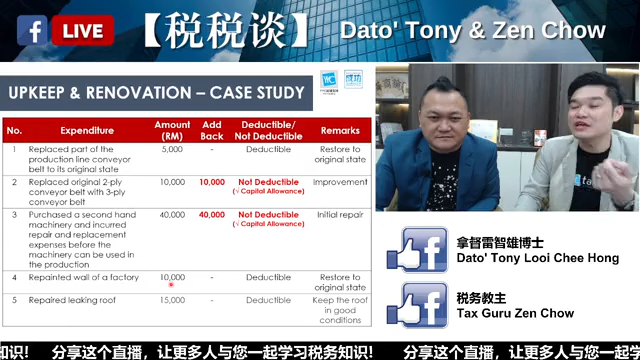 f LIVE 【税税谈】 Dato' Tony & Zen Chow
UPKEEP & RENOVATION – CASE STUDY
No. Expenditure Amount (RM) Add Back Deductible/ Not Deductible Remarks
1 Replaced part of the production line conveyor belt to its original state 5,000 - Deductible Restore to original state
2 Replaced original 2-ply conveyor belt with 3-ply conveyor belt 10,000 10,000 Not Deductible (√ Capital Allowance) Improvement
3 Purchased a second hand machinery and incurred repair and replacement expenses before the machinery can be used in the production 40,000 40,000 Not Deductible (√ Capital Allowance) Initial repair
4 Repainted wall of a factory 10,000 - Deductible Restore to original state
5 Repaired leaking roof 15,000 - Deductible Keep the roof in good conditions
拿督雷智雄博士
Dato' Tony Looi Chee Hong
税务教主
Tax Guru Zen Chow
知识! 分享这个直播，让更多人与您一起学习税务知识! 分享这个直播，让更多人与您一起学